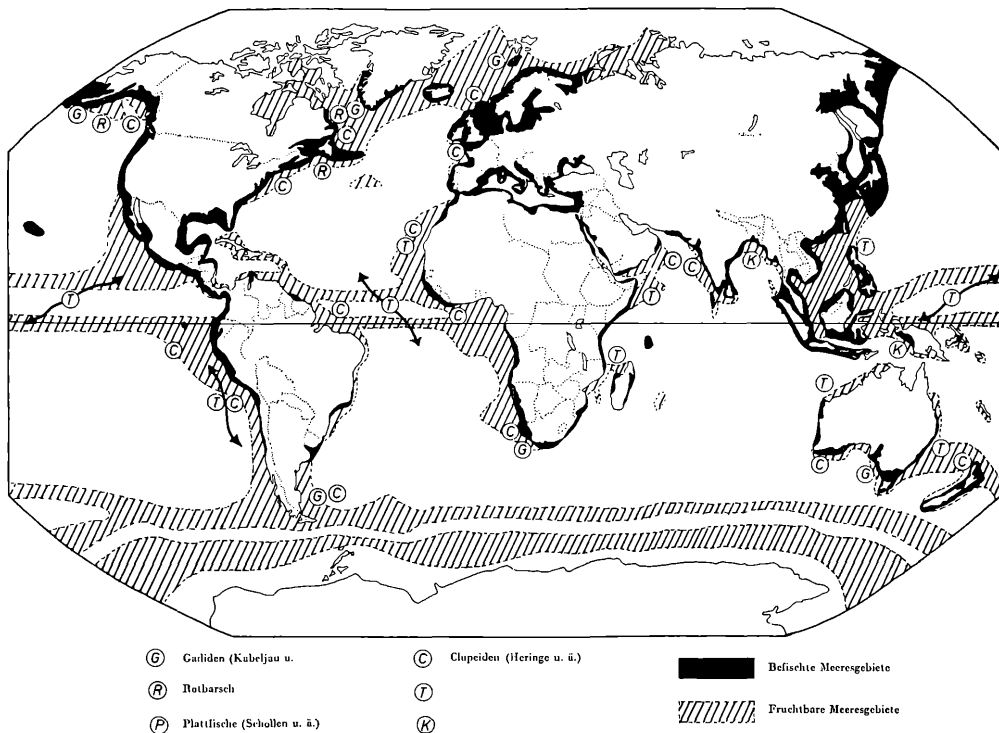 G
C
R G
G R C
C
C
R
C
C
T
T
K
C C
T
T
T
T
C
C
K
C
T
T
T C
C
T
G
C
C
G
G C
G Gadiden (Kabeljau u.
R Rotbarsch
P Plattfische (Schollen u. ä.)
C Clupeiden (Heringe u. ä.)
T
K
Befischte Meeresgebiete
Fruchtbare Meeresgebiete